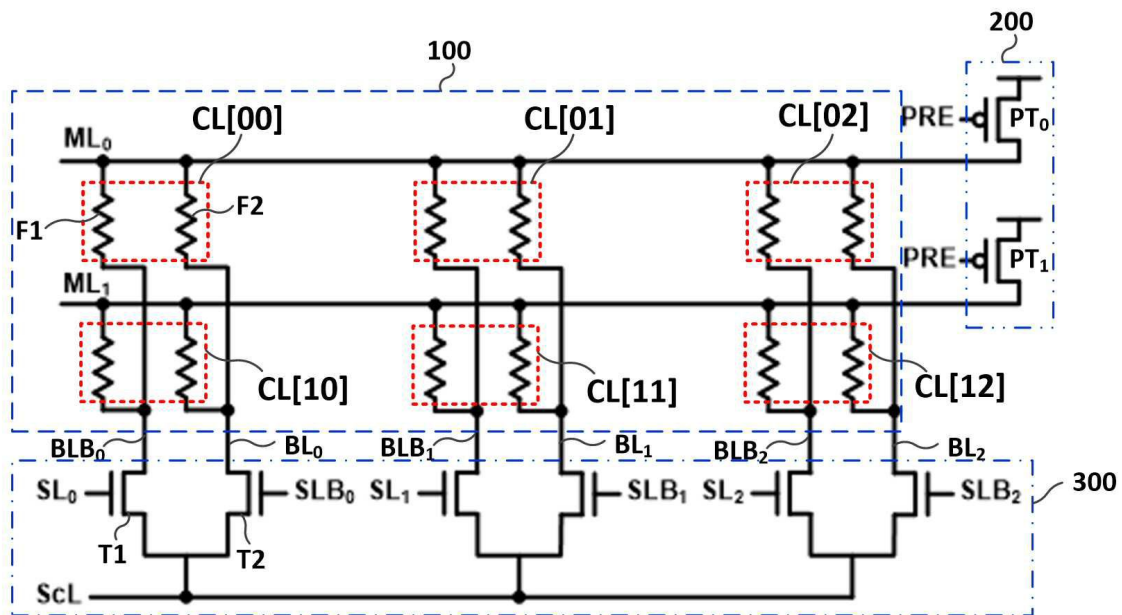 200
100
CL[00] CL[01] CL[02] PRE PT0
ML0
F1 F2
PRE PT1
ML1
CL[10] CL[11] CL[12]
BLB0 BL0 BLB1 BL1 BLB2 BL2
SL0 SLB0 SL1 SLB1 SL2 SLB2 300
T1 T2
ScL